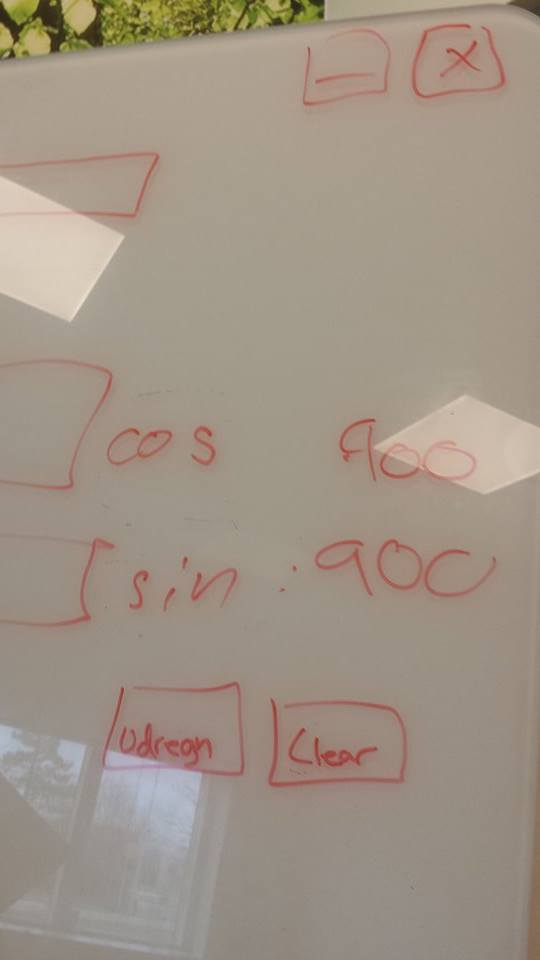 X
cos 900
sin : 900
Udregn Clear